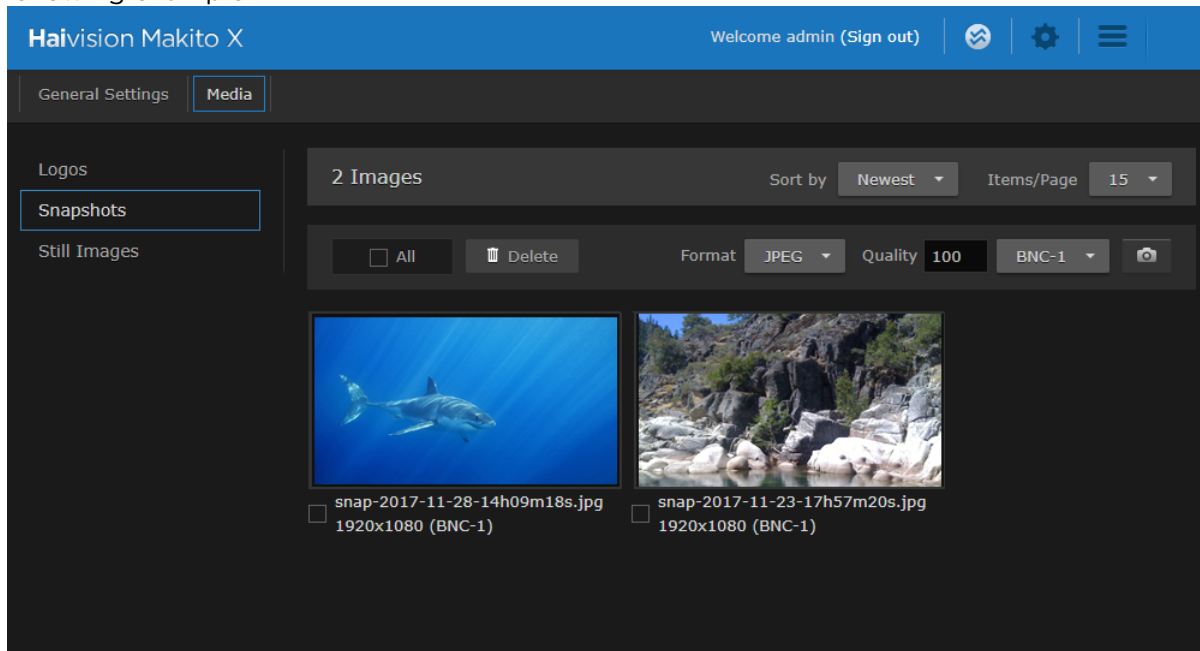 Haivision Makito X
Welcome admin (Sign out)
General Settings
Media
Logos
Snapshots
Still Images
2 Images
Sort by Newest
Items/Page 15
All
Delete
Format JPEG
Quality 100
BNC-1
snap-2017-11-28-14h09m18s.jpg
1920x1080 (BNC-1)
snap-2017-11-23-17h57m20s.jpg
1920x1080 (BNC-1)